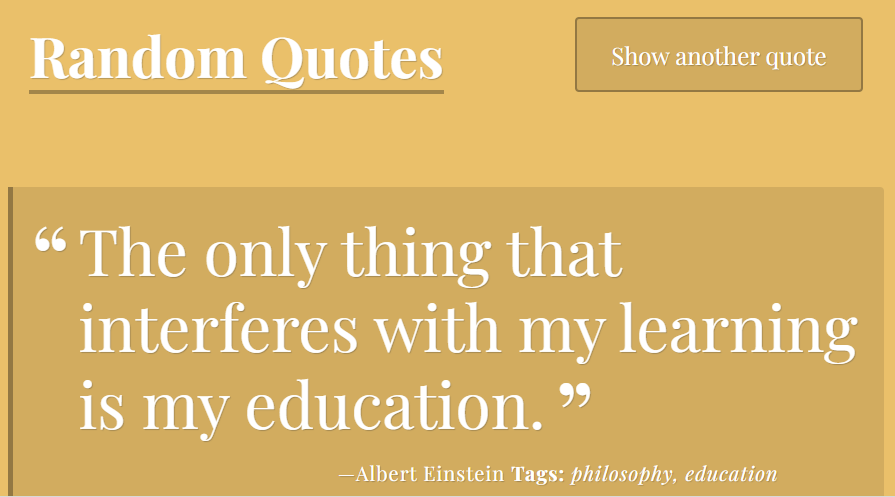 Random Quotes
Show another quote
“ The only thing that
interferes with my learning
is my education. ”
—Albert Einstein Tags: philosophy, education